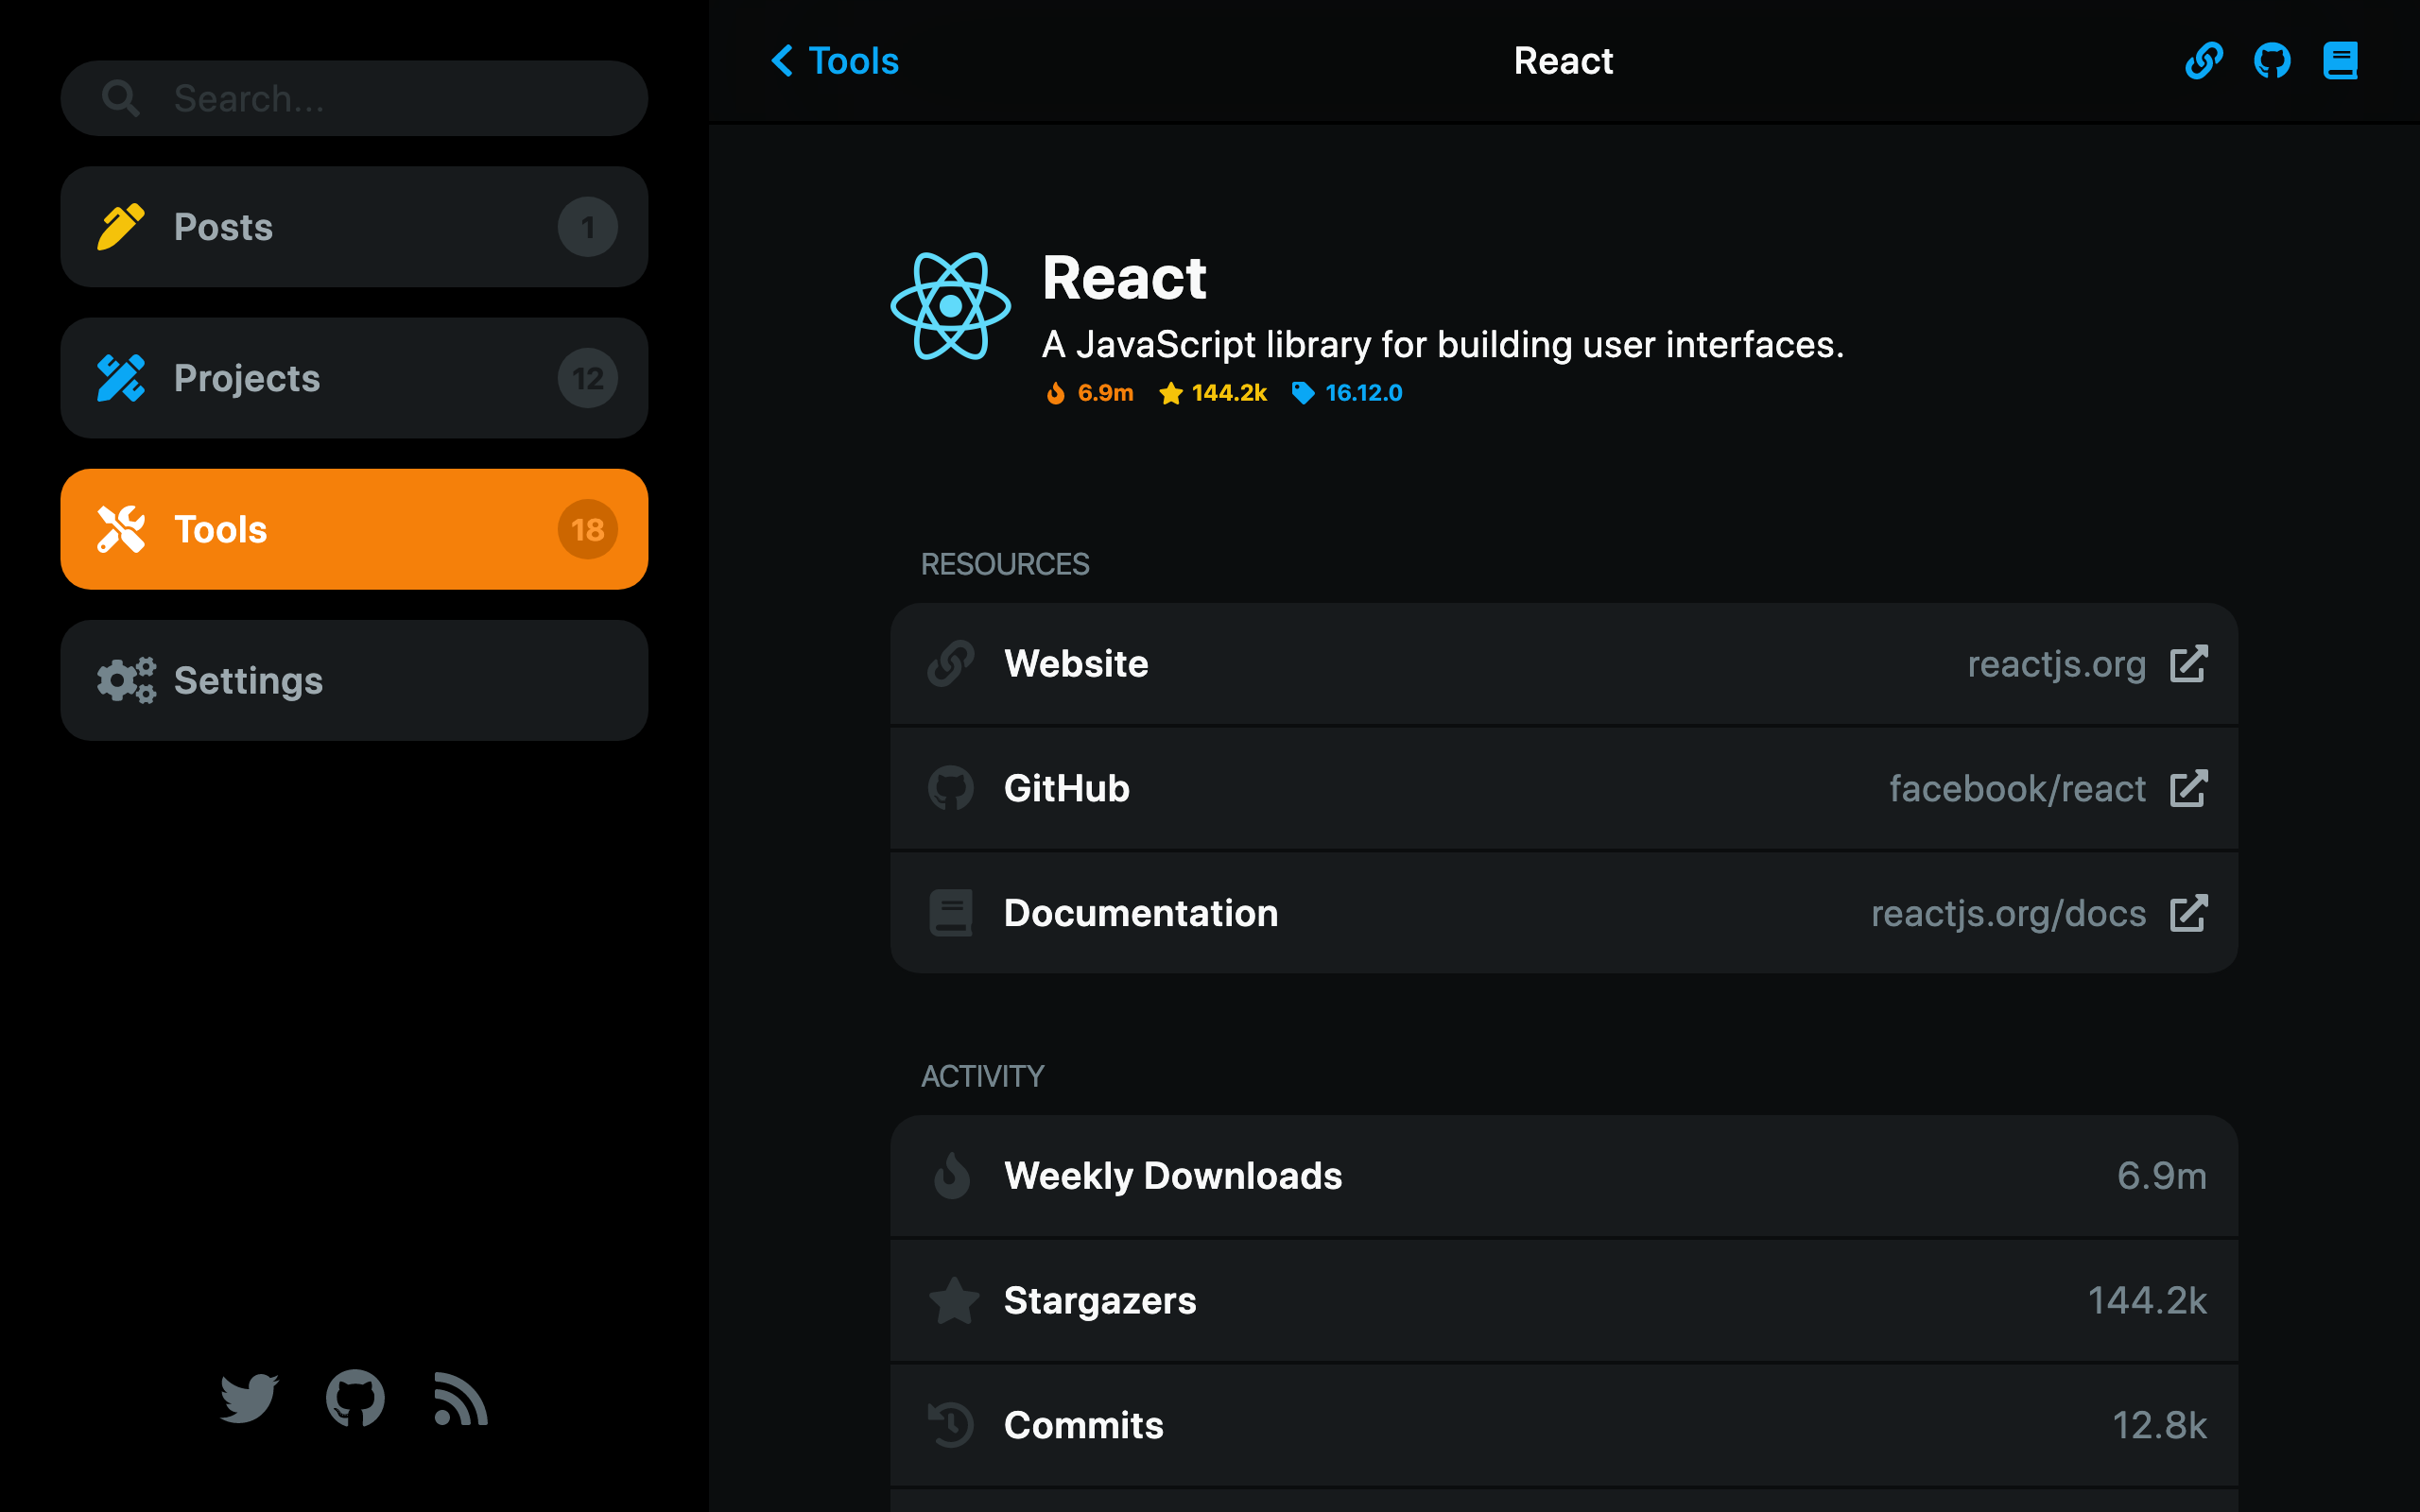 Search...
Posts 1
Projects 12
Tools 18
Settings
Tools React
React
A JavaScript library for building user interfaces.
6.9m 144.2k 16.12.0
RESOURCES
Website reactjs.org
GitHub facebook/react
Documentation reactjs.org/docs
ACTIVITY
Weekly Downloads 6.9m
Stargazers 144.2k
Commits 12.8k